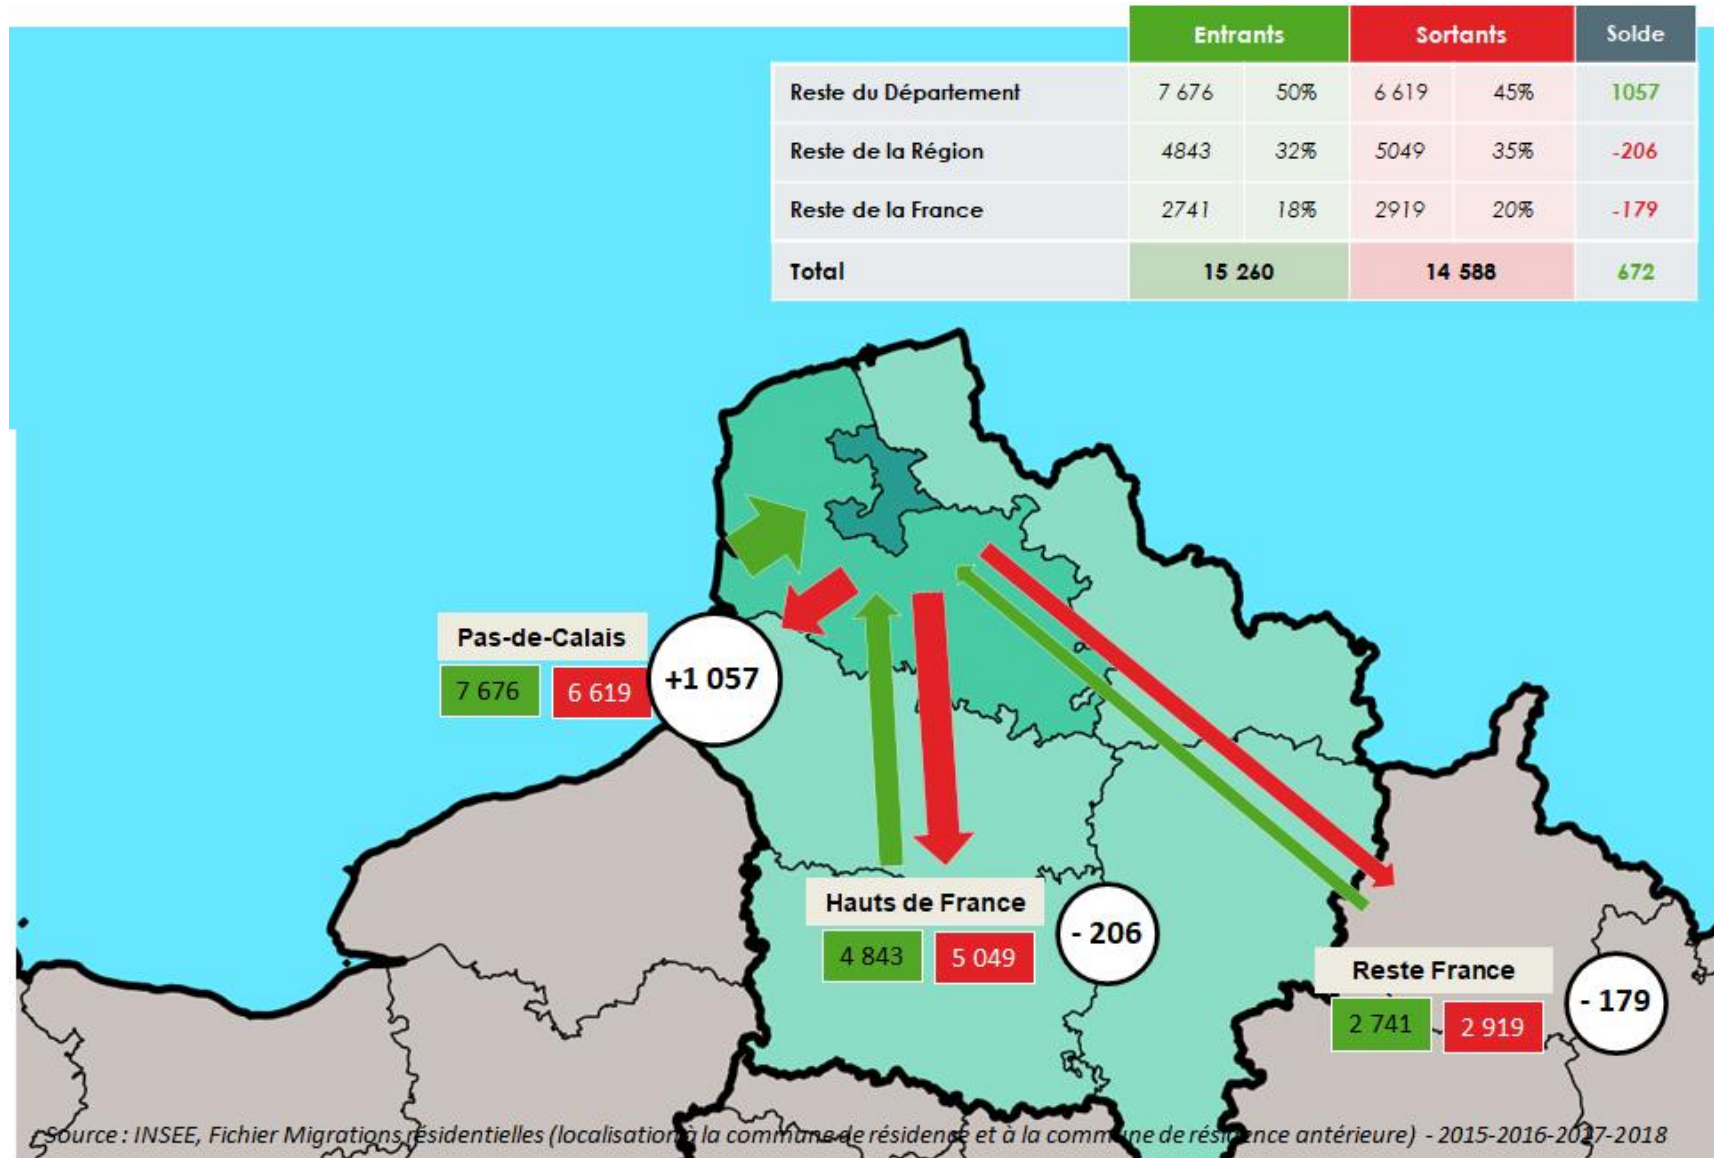 Entrants Sortants Solde
Reste du Département 7 676 50% 6 619 45% 1057
Reste de la Région 4843 32% 5049 35% -206
Reste de la France 2741 18% 2919 20% -179
Total 15 260 14 588 672
Pas-de-Calais
7 676 6 619 +1 057
Hauts de France
4 843 5 049 - 206
Reste France
2 741 2 919 - 179
Source : INSEE, Fichier Migrations résidentielles (localisation à la commune de résidence et à la commune de résidence antérieure) - 2015-2016-2017-2018